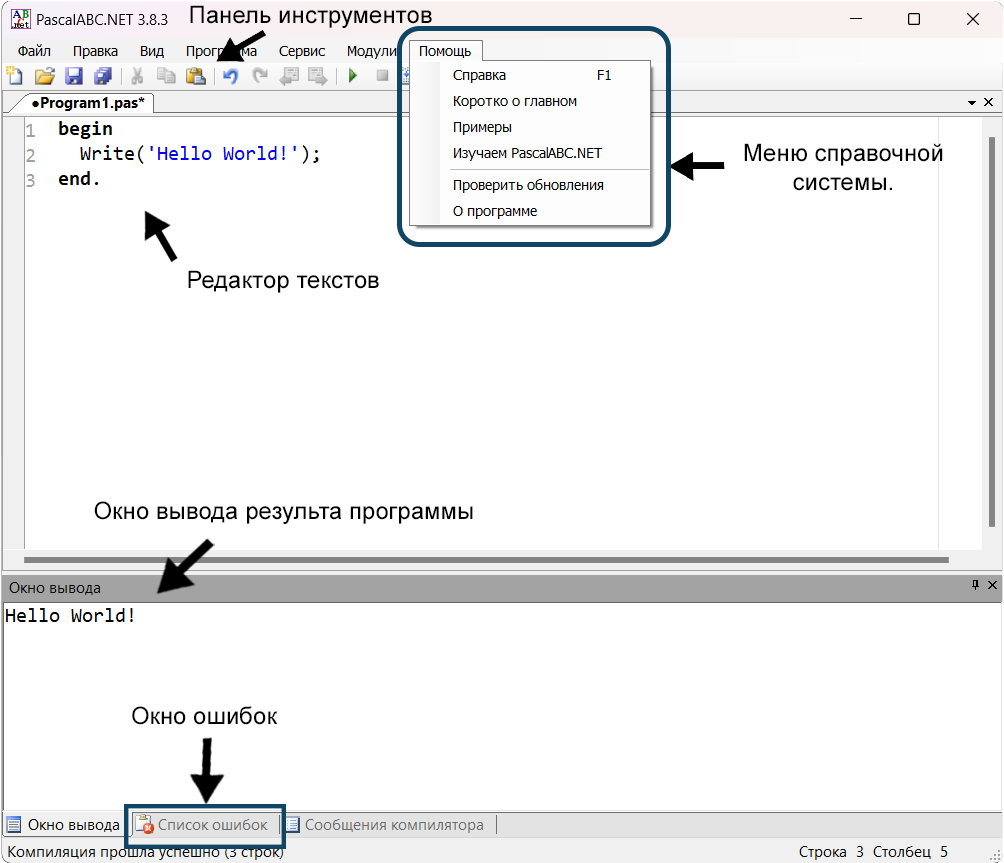 PascalABC.NET 3.8.3
Панель инструментов
Файл Правка Вид Программа Сервис Модули Помощь
Справка F1
Коротко о главном
Примеры
Изучаем PascalABC.NET
Проверить обновления
О программе
•Program1.pas*
1 begin
2 Write('Hello World!');
3 end.
Меню справочной
системы.
Редактор текстов
Окно вывода результа программы
Окно вывода
Hello World!
Окно ошибок
Окно вывода Список ошибок Сообщения компилятора
Компиляция прошла успешно (3 строк) Строка 3 Столбец 5